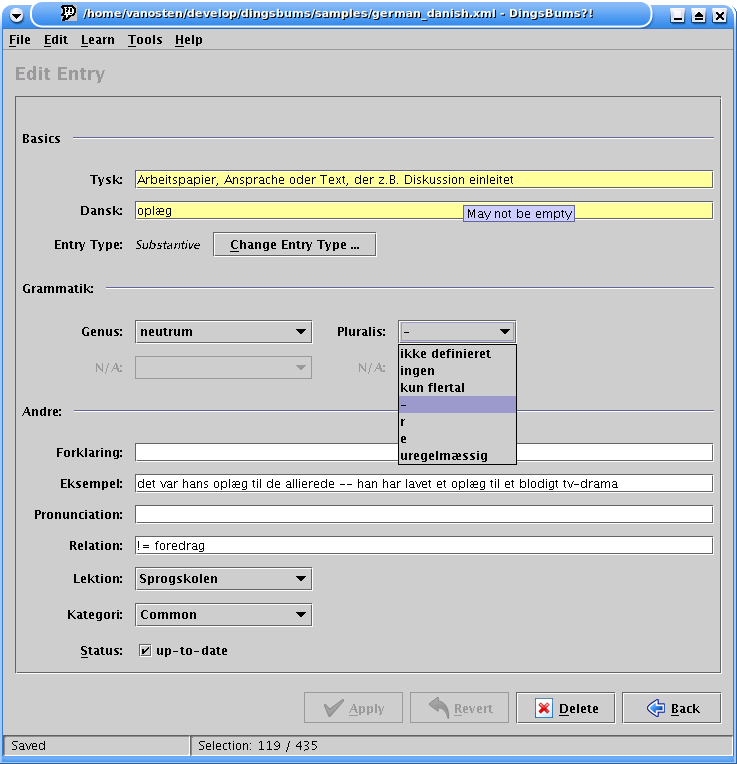 /home/vanosten/develop/dingsbums/samples/german_danish.xml - DingsBums?!
File Edit Learn Tools Help
Edit Entry
Basics
Tysk: Arbeitspapier, Ansprache oder Text, der z.B. Diskussion einleitet
Dansk: oplæg
May not be empty
Entry Type: Substantive Change Entry Type ...
Grammatik:
Genus: neutrum Pluralis: -
N/A: N/A:
ikke definieret
ingen
kun flertal
-
r
e
uregelmæssig
Andre:
Forklaring:
Eksempel: det var hans oplæg til de allierede -- han har lavet et oplæg til et blodigt tv-drama
Pronunciation:
Relation: != foredrag
Lektion: Sprogskolen
Kategori: Common
Status: up-to-date
Apply Revert Delete Back
Saved Selection: 119 / 435